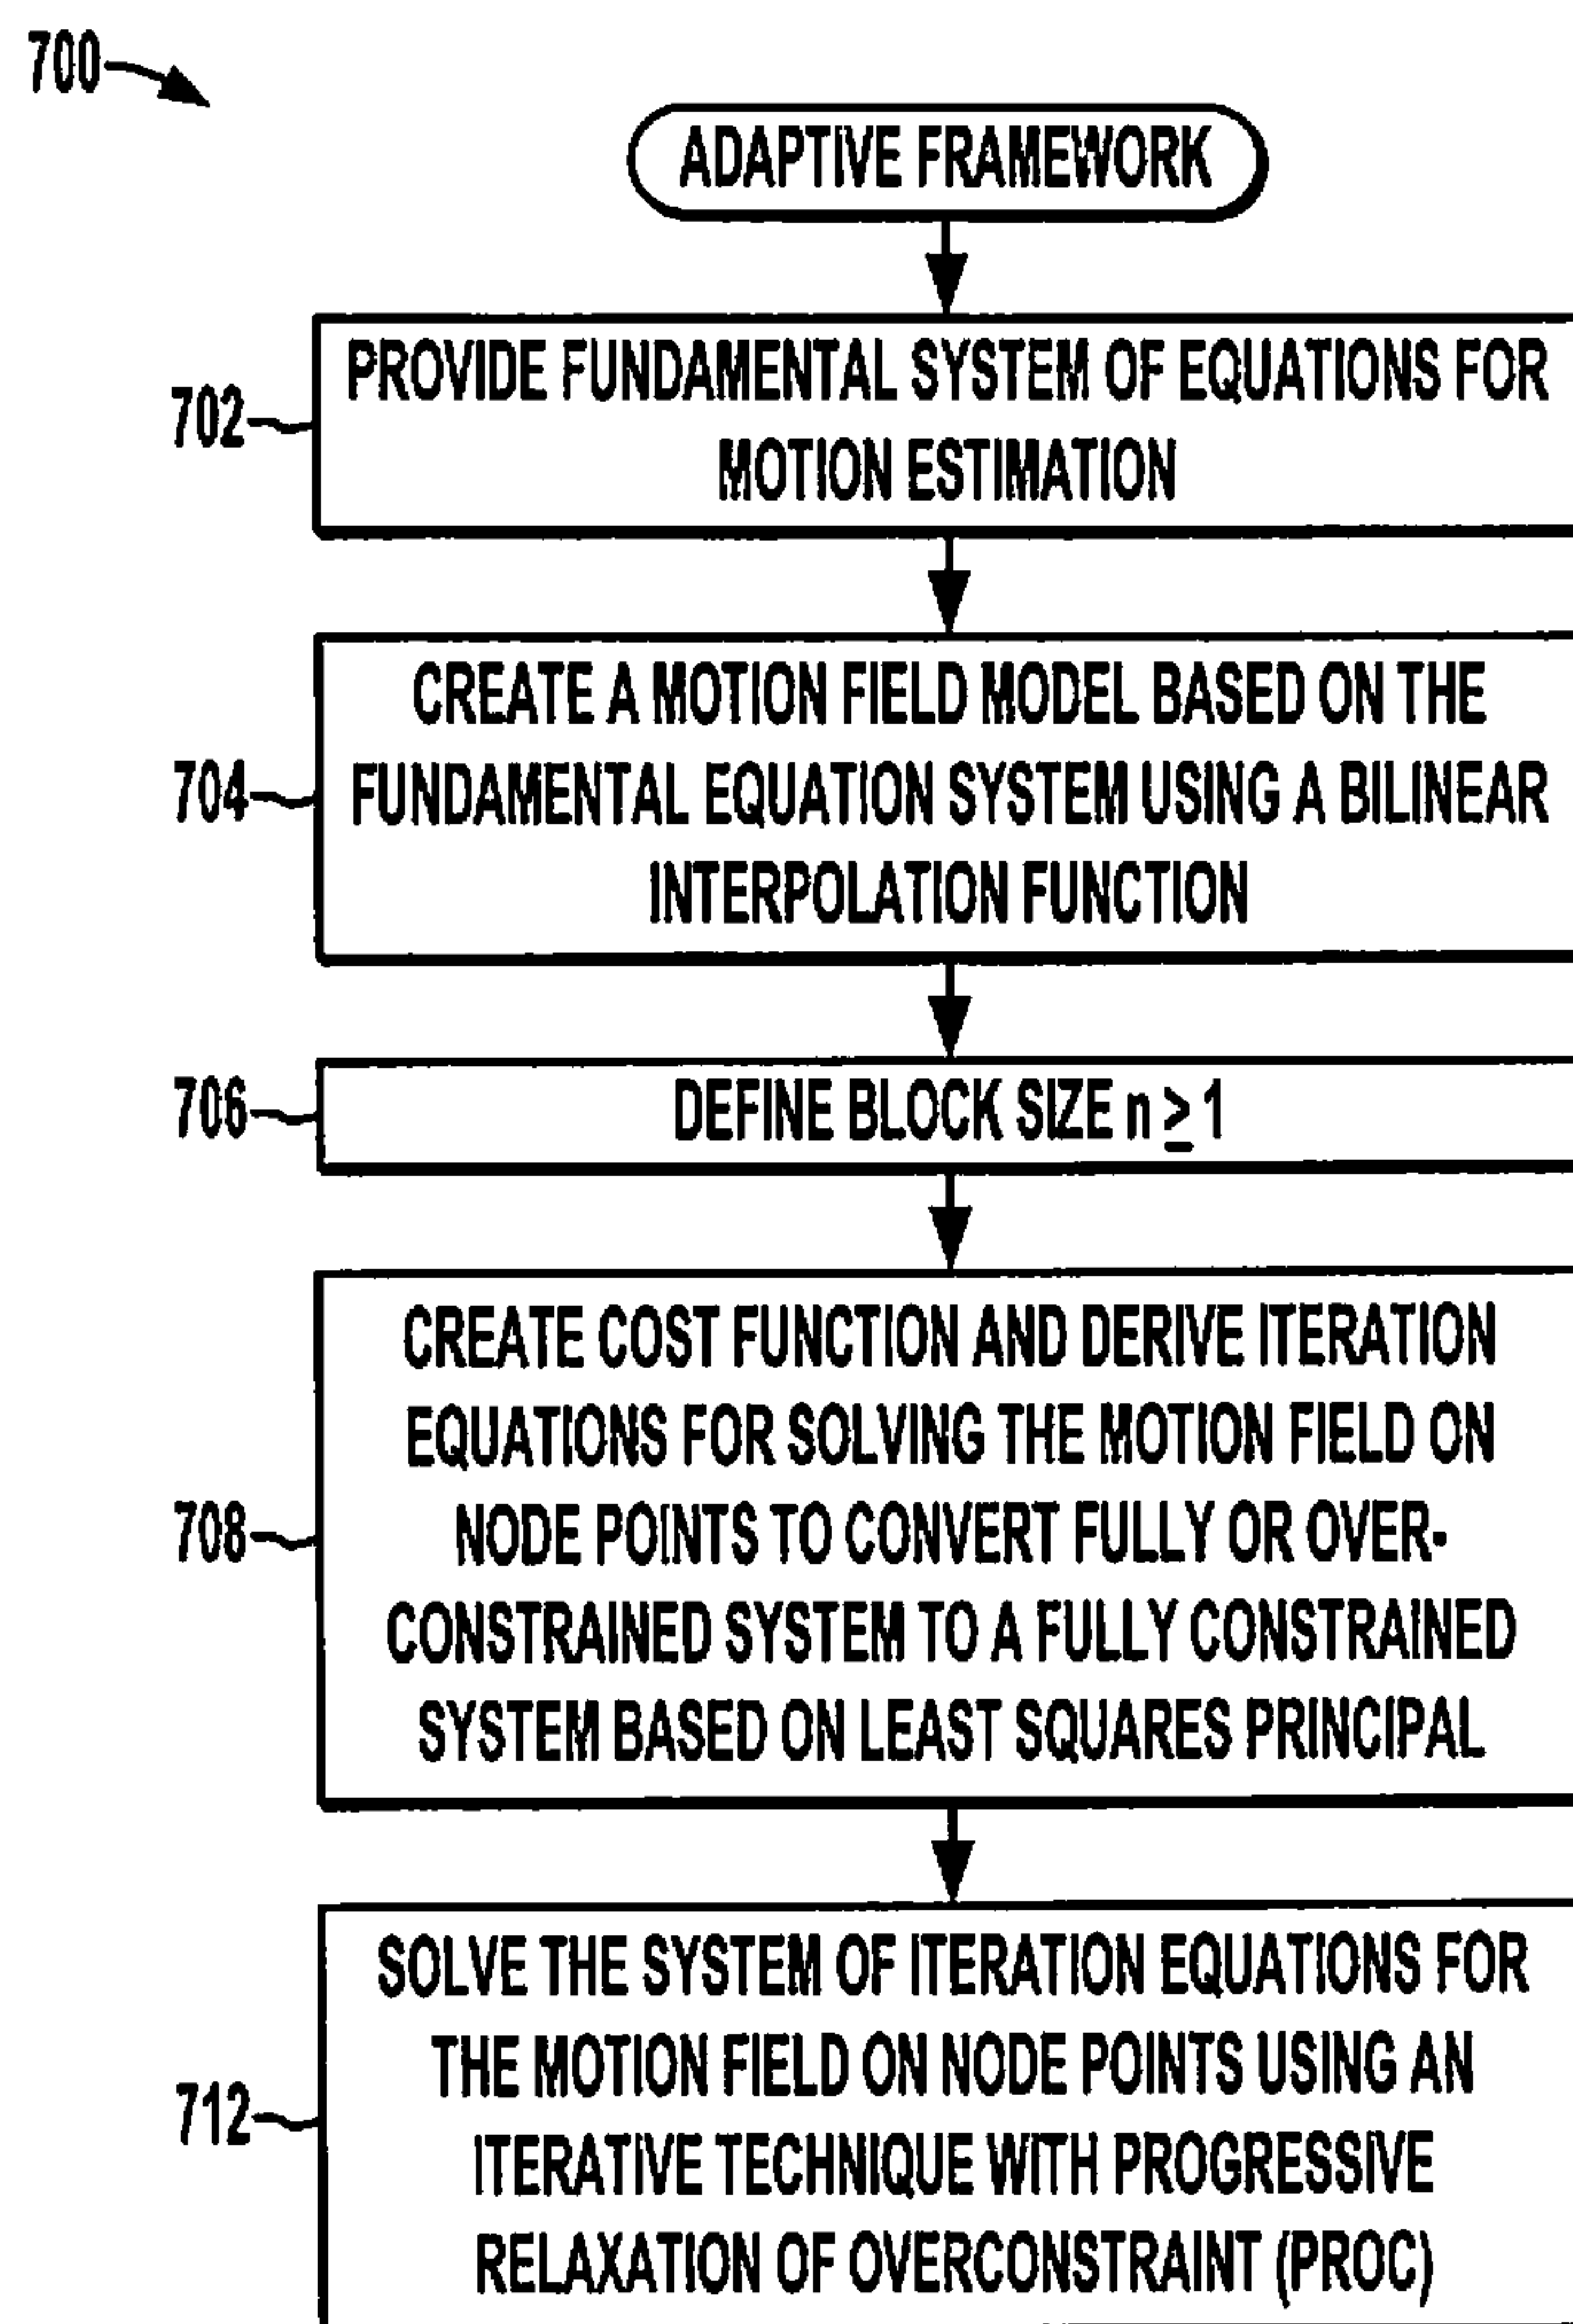 700
ADAPTIVE FRAMEWORK
702
PROVIDE FUNDAMENTAL SYSTEM OF EQUATIONS FOR
MOTION ESTIMATION
704
CREATE A MOTION FIELD MODEL BASED ON THE
FUNDAMENTAL EQUATION SYSTEM USING A BILINEAR
INTERPOLATION FUNCTION
706
DEFINE BLOCK SIZE n ≥ 1
708
CREATE COST FUNCTION AND DERIVE ITERATION
EQUATIONS FOR SOLVING THE MOTION FIELD ON
NODE POINTS TO CONVERT FULLY OR OVER-
CONSTRAINED SYSTEM TO A FULLY CONSTRAINED
SYSTEM BASED ON LEAST SQUARES PRINCIPAL
712
SOLVE THE SYSTEM OF ITERATION EQUATIONS FOR
THE MOTION FIELD ON NODE POINTS USING AN
ITERATIVE TECHNIQUE WITH PROGRESSIVE
RELAXATION OF OVERCONSTRAINT (PROC)